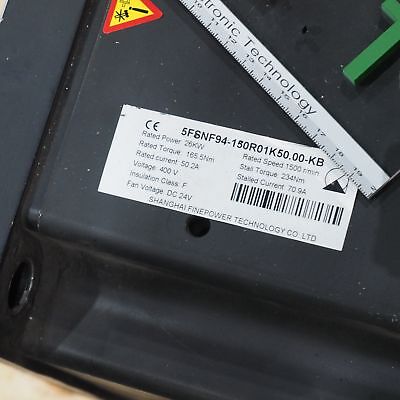 ctronic Technology
CE 5FSNF94-180R01K50.00-KB
Rated Power: 26KW
Rated Torque: 165.5Nm Rated Speed:1500 r/min
Rated current: 50.2A Stall Torque: 234Nm
Voltage: 400 V Stalled Current: 70.9A
Insulation Class: F
Fan Voltage: DC 24V
SHANGHAI FINEPOWER TECHNOLOGY CO.,LTD